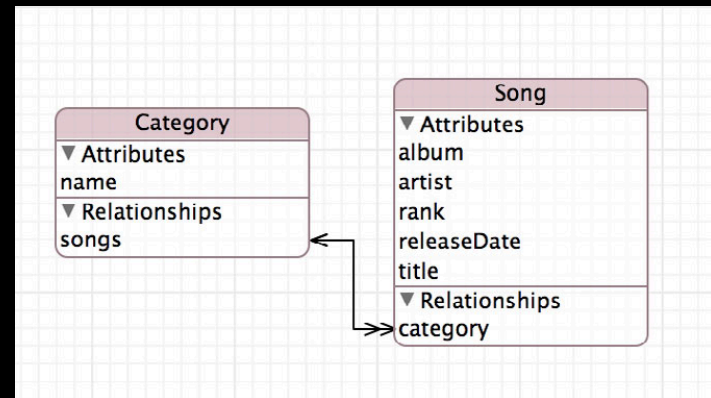 Category
Attributes
name
Relationships
songs
Song
Attributes
album
artist
rank
releaseDate
title
Relationships
category